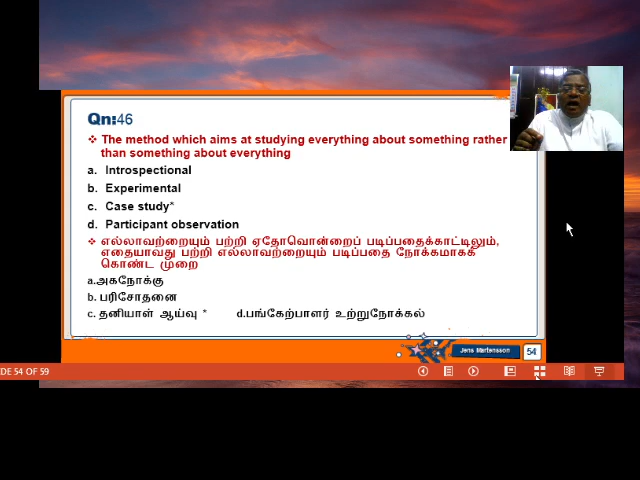 Qn:46
❖ The method which aims at studying everything about something rather
than something about everything
a. Introspectional
b. Experimental
c. Case study*
d. Participant observation
❖ எல்லாவற்றையும் பற்றி ஏதோவொன்றைப் படிப்பதைக்காட்டிலும்,
எதையாவது பற்றி எல்லாவற்றையும் படிப்பதை நோக்கமாகக்
கொண்ட முறை
a.அகநோக்கு
b. பரிசோதனை
c. தனியாள் ஆய்வு * d.பங்கேற்பாளர் உற்றுநோக்கல்
Jens Martensson 54
DE 54 OF 59